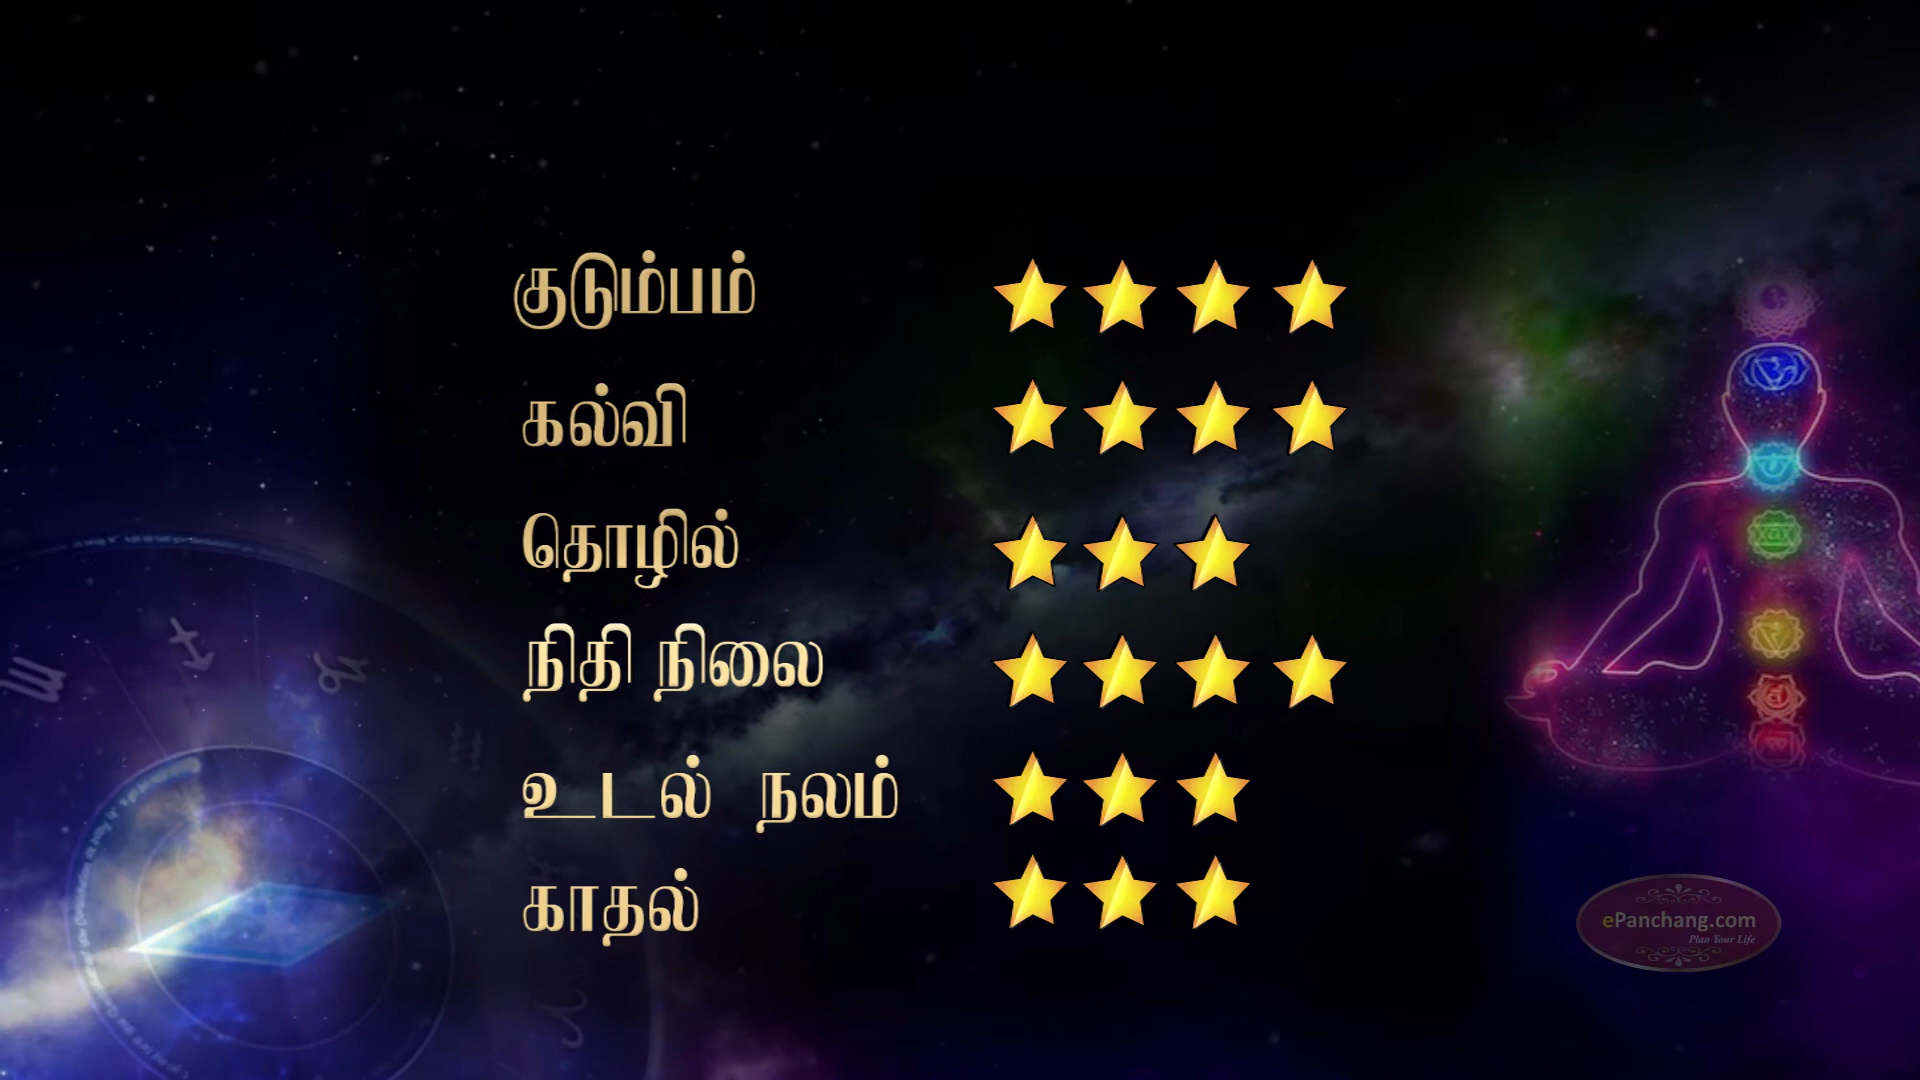 குடும்பம்
கல்வி
தொழில்
நிதி நிலை
உடல் நலம்
காதல்
ePanchang.com
Plan Your Life